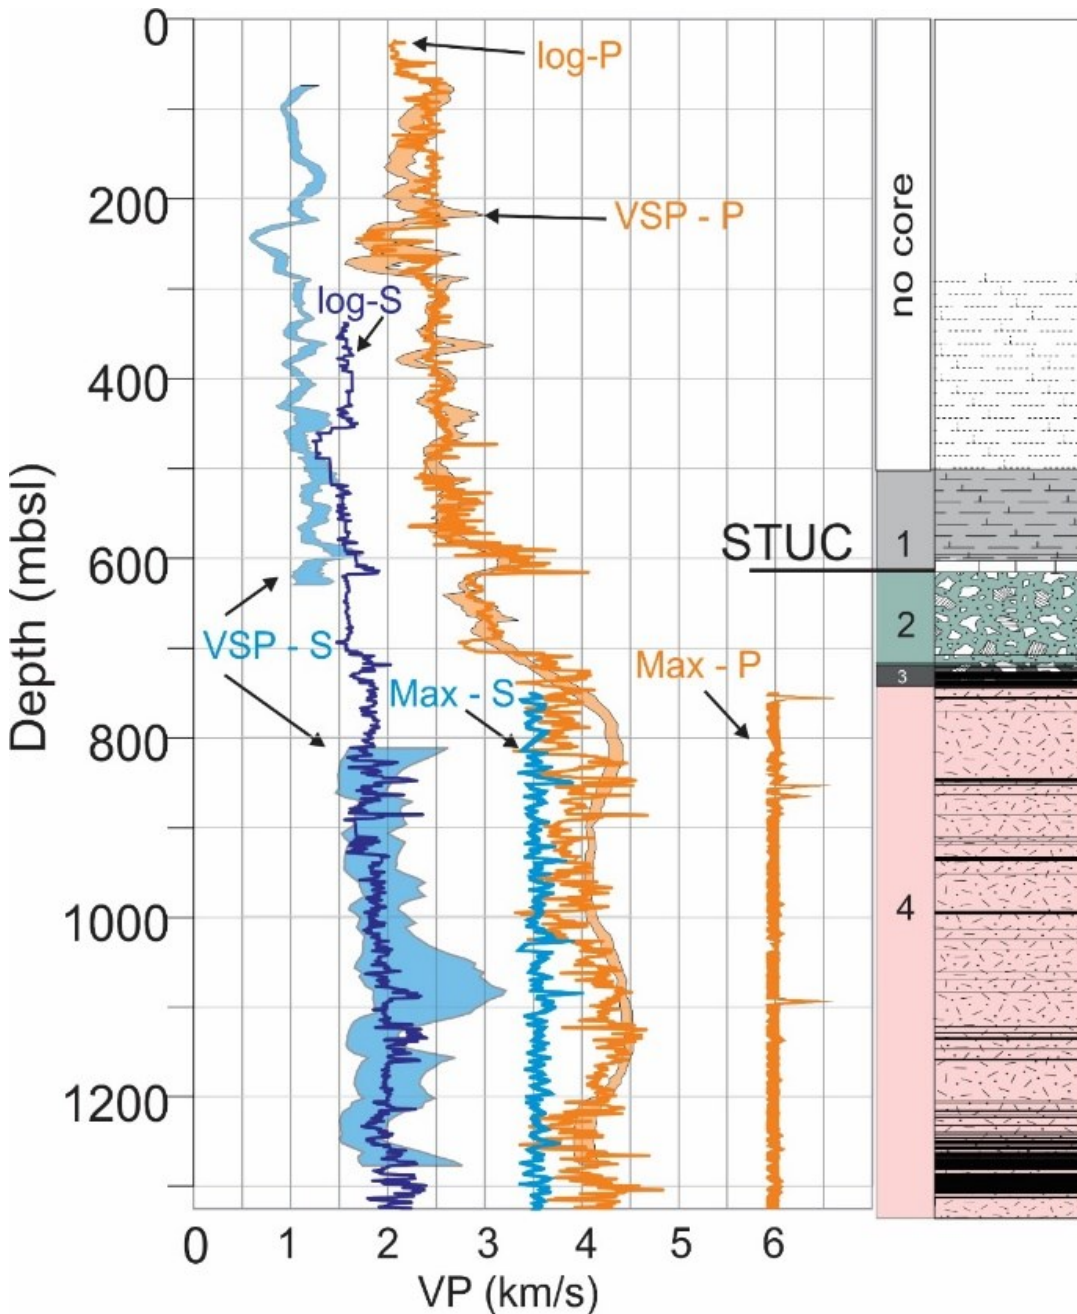 0
log-P
no core
200
VSP - P
log-S
400
Depth (mbsl)
STUC
1
600
2
VSP - S
Max - S
Max - P
3
800
4
1000
1200
0 1 2 3 4 5 6
VP (km/s)